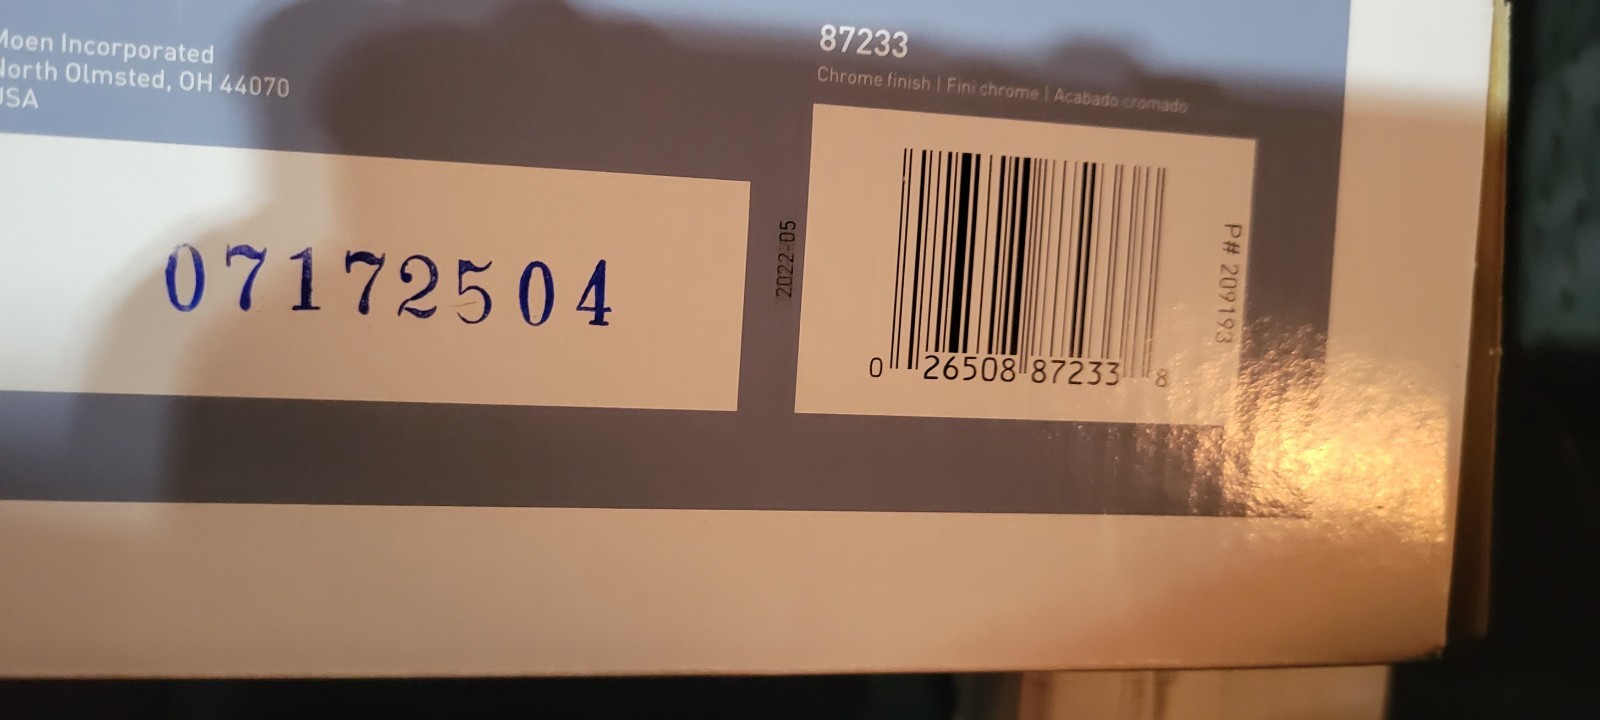 Moen Incorporated
North Olmsted, OH 44070
USA
87233
Chrome finish | Fini chrome | Acabado cromado
07172504
2022-05
0 26508 87233 8
P# 209193